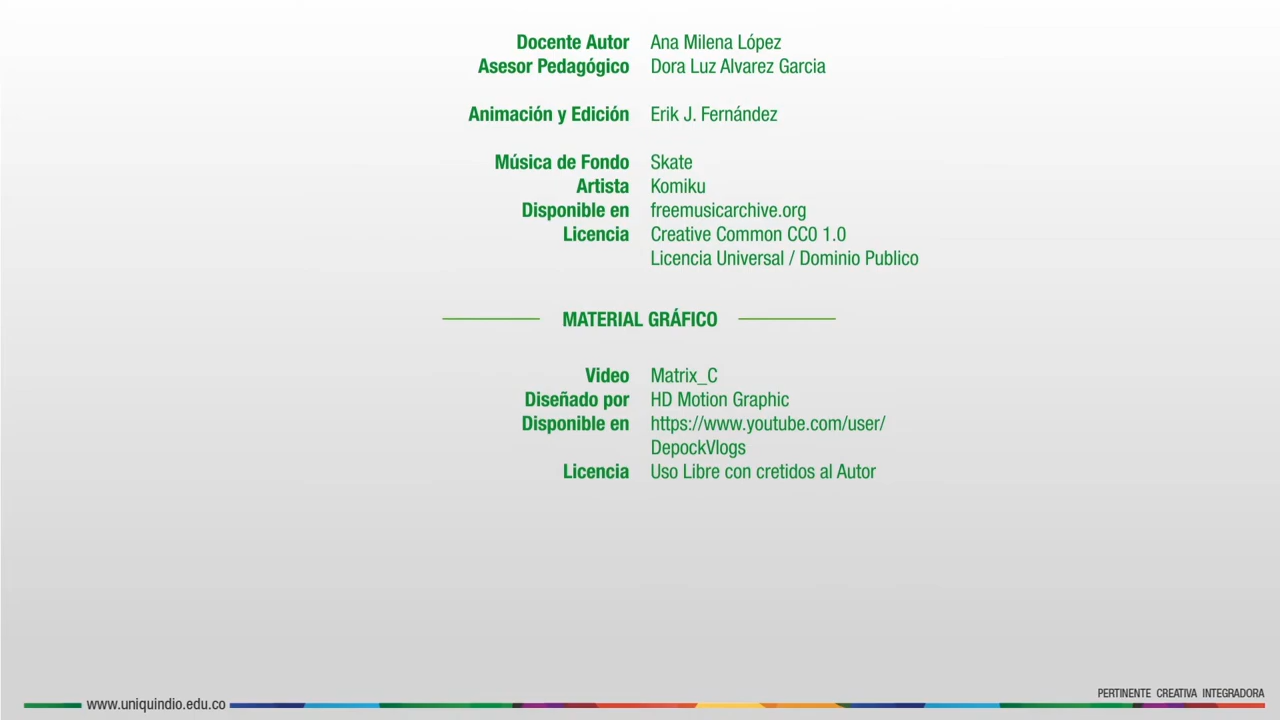 Docente Autor Ana Milena López
Asesor Pedagógico Dora Luz Alvarez Garcia
Animación y Edición Erik J. Fernández
Música de Fondo Skate
Artista Komiku
Disponible en freemusicarchive.org
Licencia Creative Common CC0 1.0
Licencia Universal / Dominio Publico
MATERIAL GRÁFICO
Video Matrix_C
Diseñado por HD Motion Graphic
Disponible en https://www.youtube.com/user/
DepockVlogs
Licencia Uso Libre con cretidos al Autor
PERTINENTE CREATIVA INTEGRADORA
www.uniquindio.edu.co